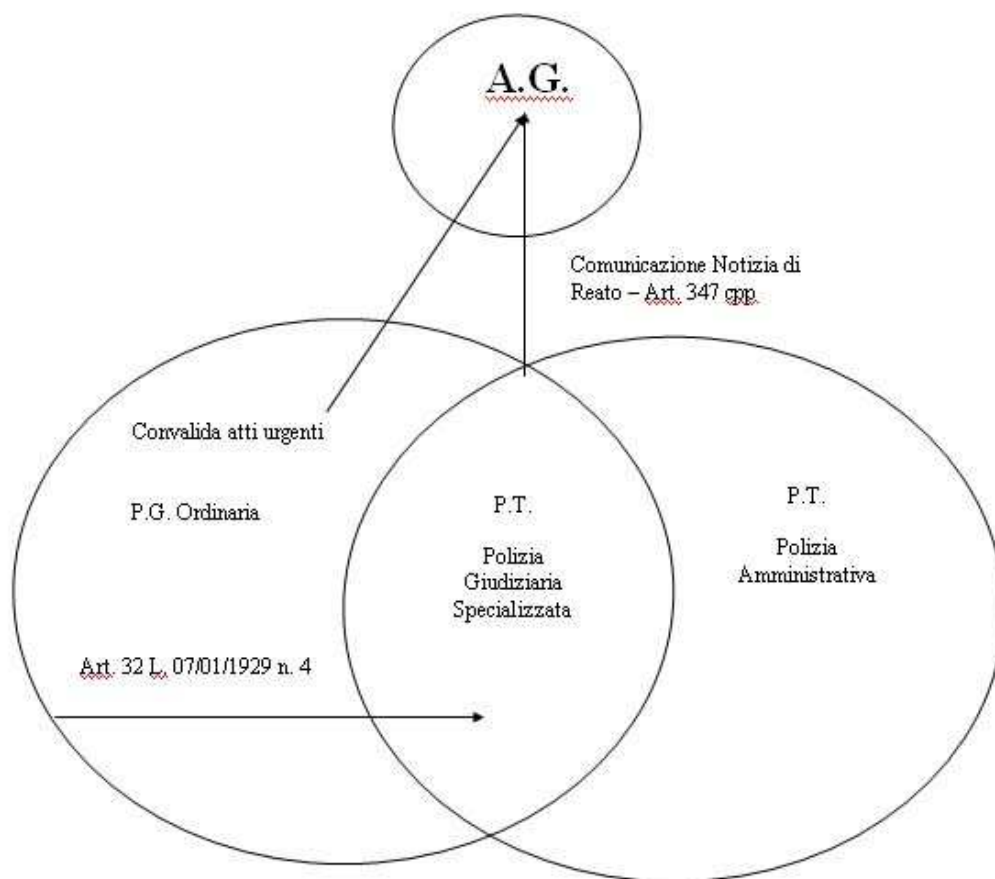 A.G.
Comunicazione Notizia di
Reato – Art. 347 cpp
Convalida atti urgenti
P.G. Ordinaria
P.T.
Polizia
Giudiziaria
Specializzata
P.T.
Polizia
Amministrativa
Art. 32 L. 07/01/1929 n. 4